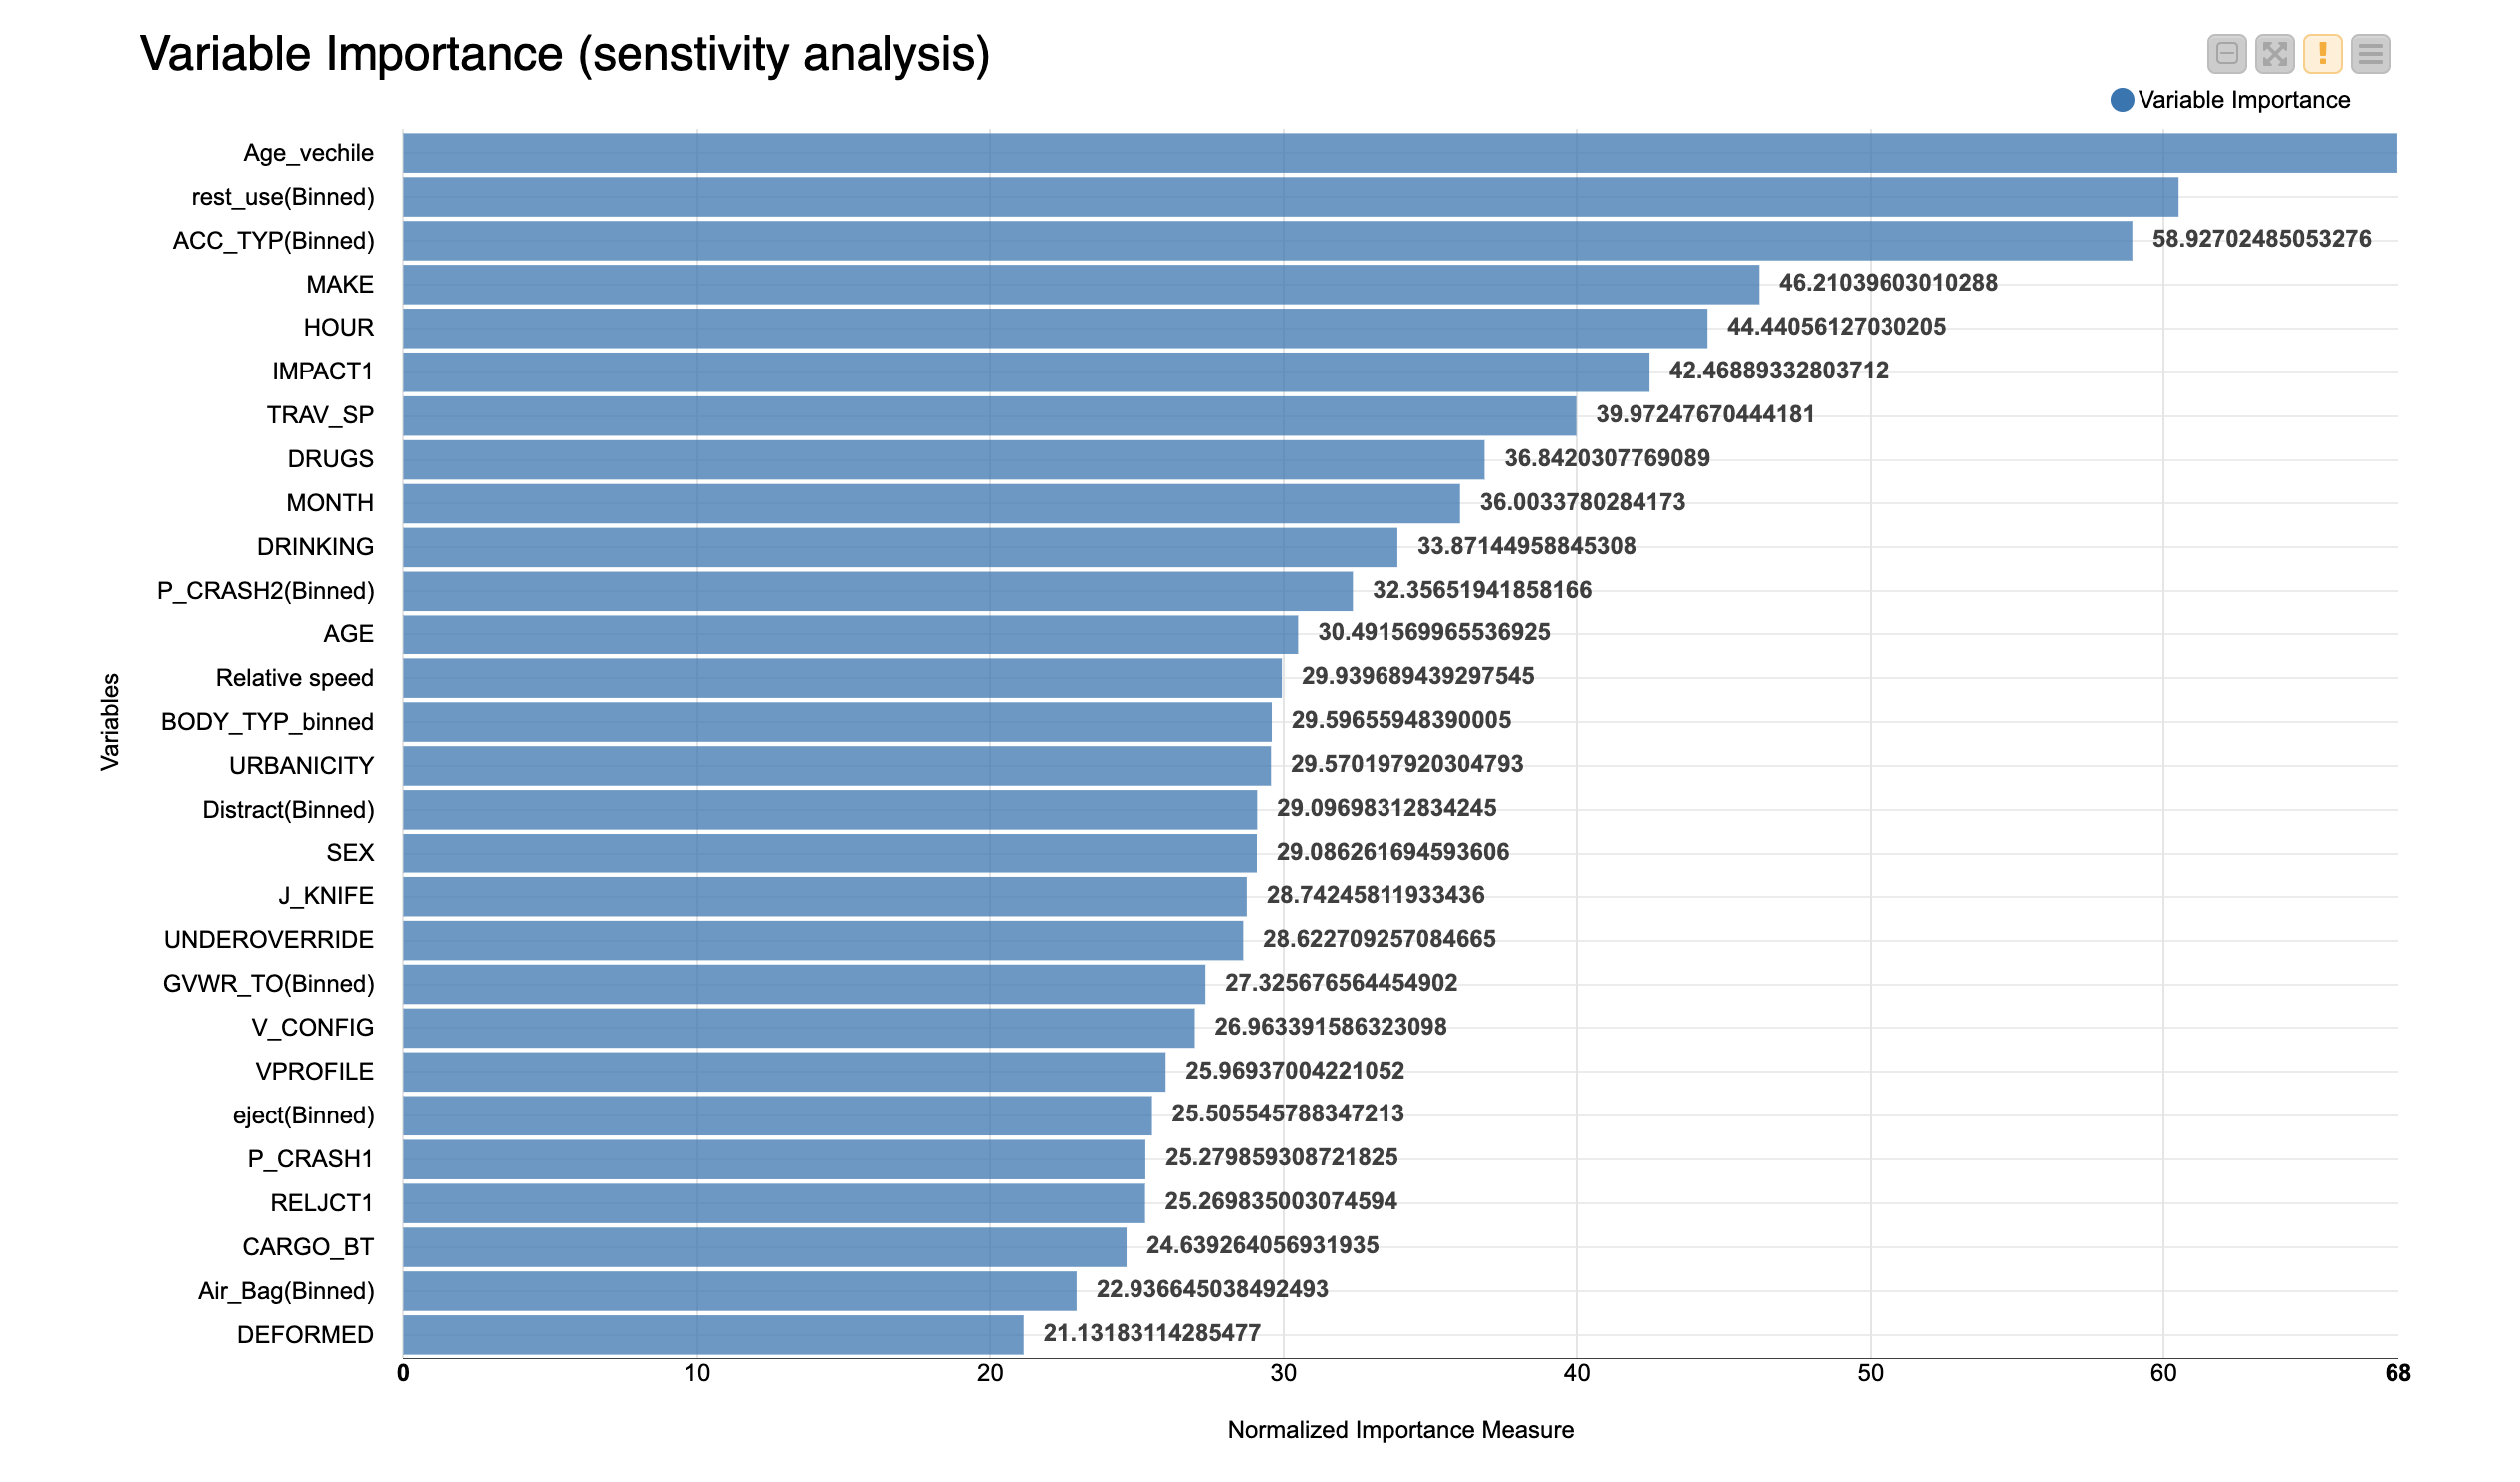 Variable Importance (senstivity analysis)
!
Variable Importance
Age_vechile
rest_use(Binned)
ACC_TYP(Binned) 58.92702485053276
MAKE 46.21039603010288
HOUR 44.44056127030205
IMPACT1 42.46889332803712
TRAV_SP 39.97247670444181
DRUGS 36.8420307769089
MONTH 36.0033780284173
DRINKING 33.87144958845308
P_CRASH2(Binned) 32.35651941858166
AGE 30.491569965536925
Relative speed 29.939689439297545
BODY_TYP_binned 29.59655948390005
URBANICITY 29.570197920304793
Distract(Binned) 29.09698312834245
SEX 29.086261694593606
J_KNIFE 28.74245811933436
UNDEROVERRIDE 28.622709257084665
GVWR_TO(Binned) 27.325676564454902
V_CONFIG 26.963391586323098
VPROFILE 25.96937004221052
eject(Binned) 25.505545788347213
P_CRASH1 25.279859308721825
RELJCT1 25.269835003074594
CARGO_BT 24.639264056931935
Air_Bag(Binned) 22.936645038492493
DEFORMED 21.13183114285477
Variables
0 10 20 30 40 50 60 68
Normalized Importance Measure